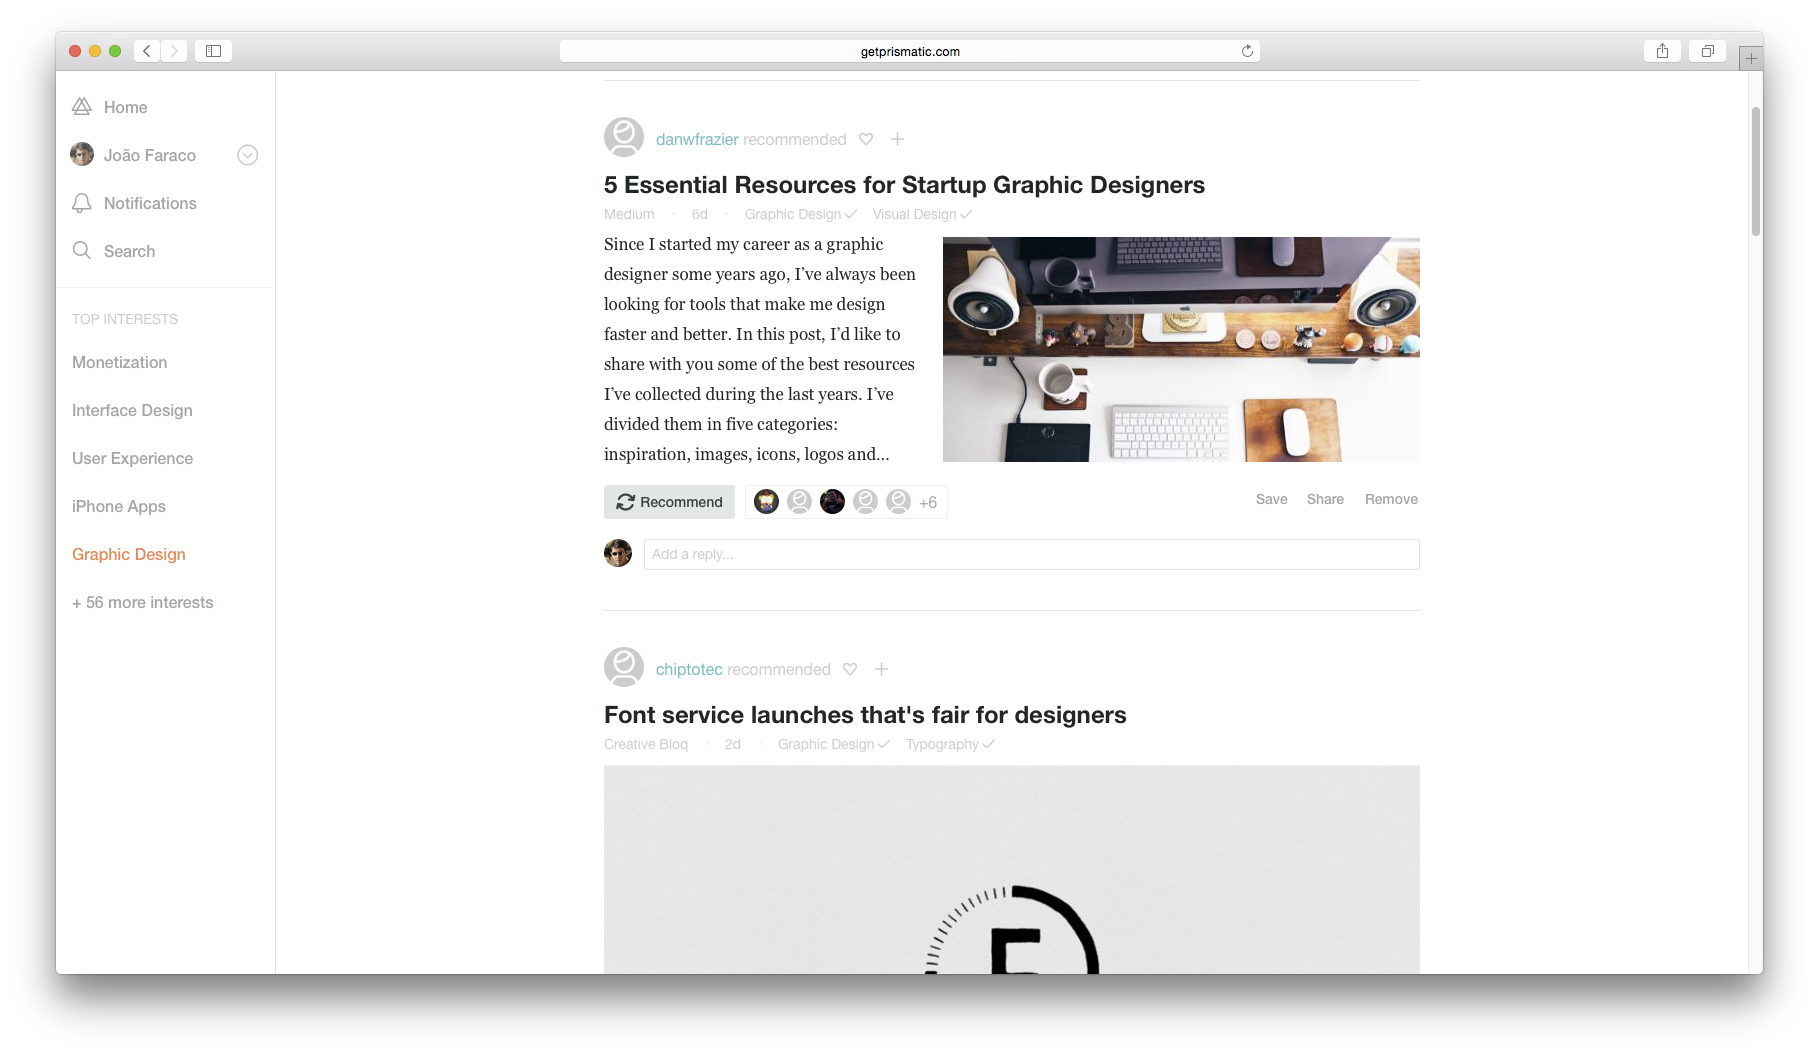 getprismatic.com
Home
João Faraco
Notifications
Search
TOP INTERESTS
Monetization
Interface Design
User Experience
iPhone Apps
Graphic Design
+ 56 more interests
danwfrazier recommended
5 Essential Resources for Startup Graphic Designers
Medium · 6d · Graphic Design Visual Design
Since I started my career as a graphic
designer some years ago, I’ve always been
looking for tools that make me design
faster and better. In this post, I’d like to
share with you some of the best resources
I’ve collected during the last years. I’ve
divided them in five categories:
inspiration, images, icons, logos and...
Recommend +6 Save Share Remove
Add a reply...
chiptotec recommended
Font service launches that's fair for designers
Creative Bloq · 2d · Graphic Design Typography